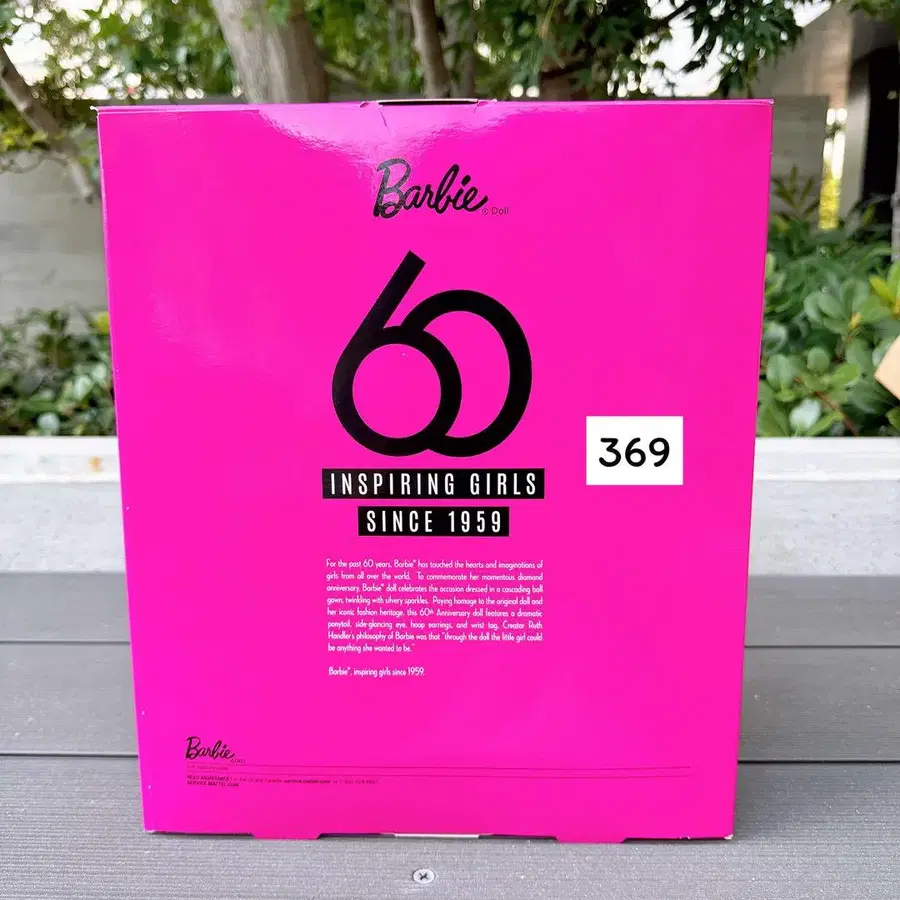 Barbie ® Doll
60
INSPIRING GIRLS
SINCE 1959
369
For the past 60 years, Barbie® has touched the hearts and imaginations of
girls from all over the world. To commemorate her momentous diamond
anniversary, Barbie® doll celebrates the occasion dressed in a cascading ball
gown, twinkling with silvery sparkles. Paying homage to the original doll and
her iconic fashion heritage, this 60th Anniversary doll features a dramatic
ponytail, side-glancing eye, hoop earrings, and wrist tag. Creator Ruth
Handler's philosophy of Barbie was that "through the doll the little girl could
be anything she wanted to be."
Barbie®, inspiring girls since 1959.
Barbie
NEED ASSISTANCE?
SERVICE.MATTEL.COM